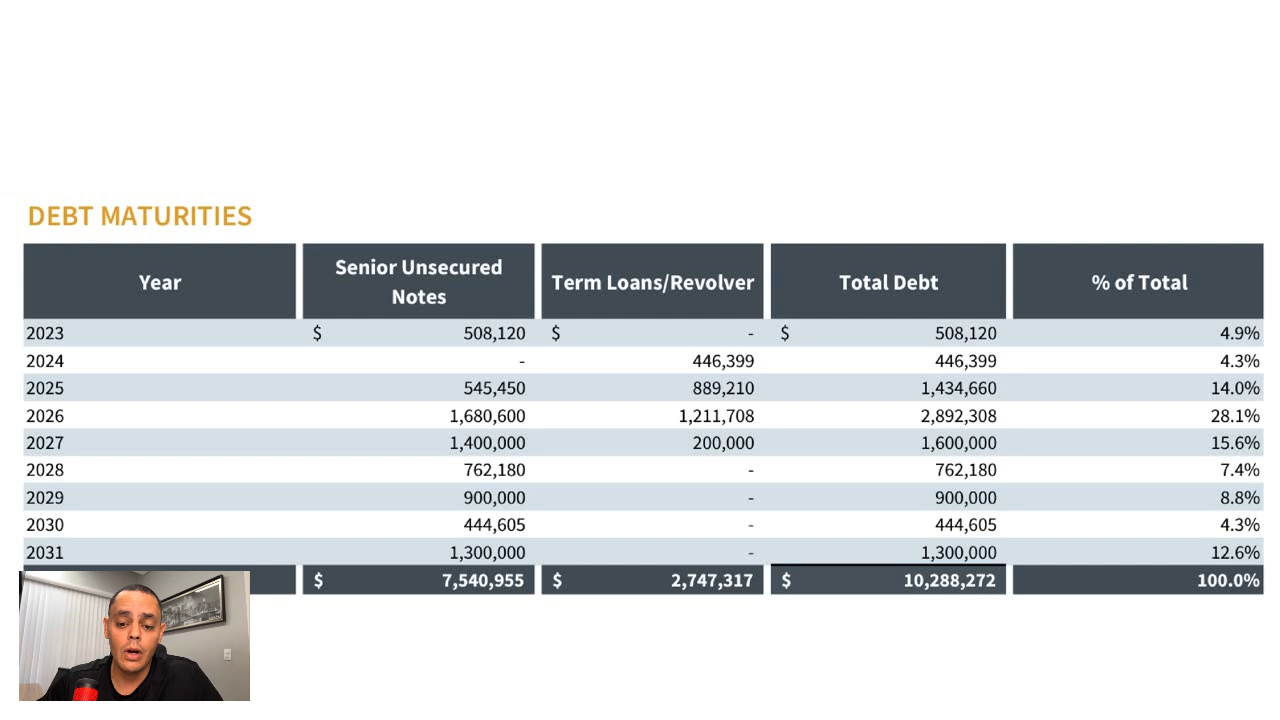 DEBT MATURITIES
Year Senior Unsecured Notes Term Loans/Revolver Total Debt % of Total
2023 $ 508,120 $ - $ 508,120 4.9%
2024 - 446,399 446,399 4.3%
2025 545,450 889,210 1,434,660 14.0%
2026 1,680,600 1,211,708 2,892,308 28.1%
2027 1,400,000 200,000 1,600,000 15.6%
2028 762,180 - 762,180 7.4%
2029 900,000 - 900,000 8.8%
2030 444,605 - 444,605 4.3%
2031 1,300,000 - 1,300,000 12.6%
$ 7,540,955 $ 2,747,317 $ 10,288,272 100.0%